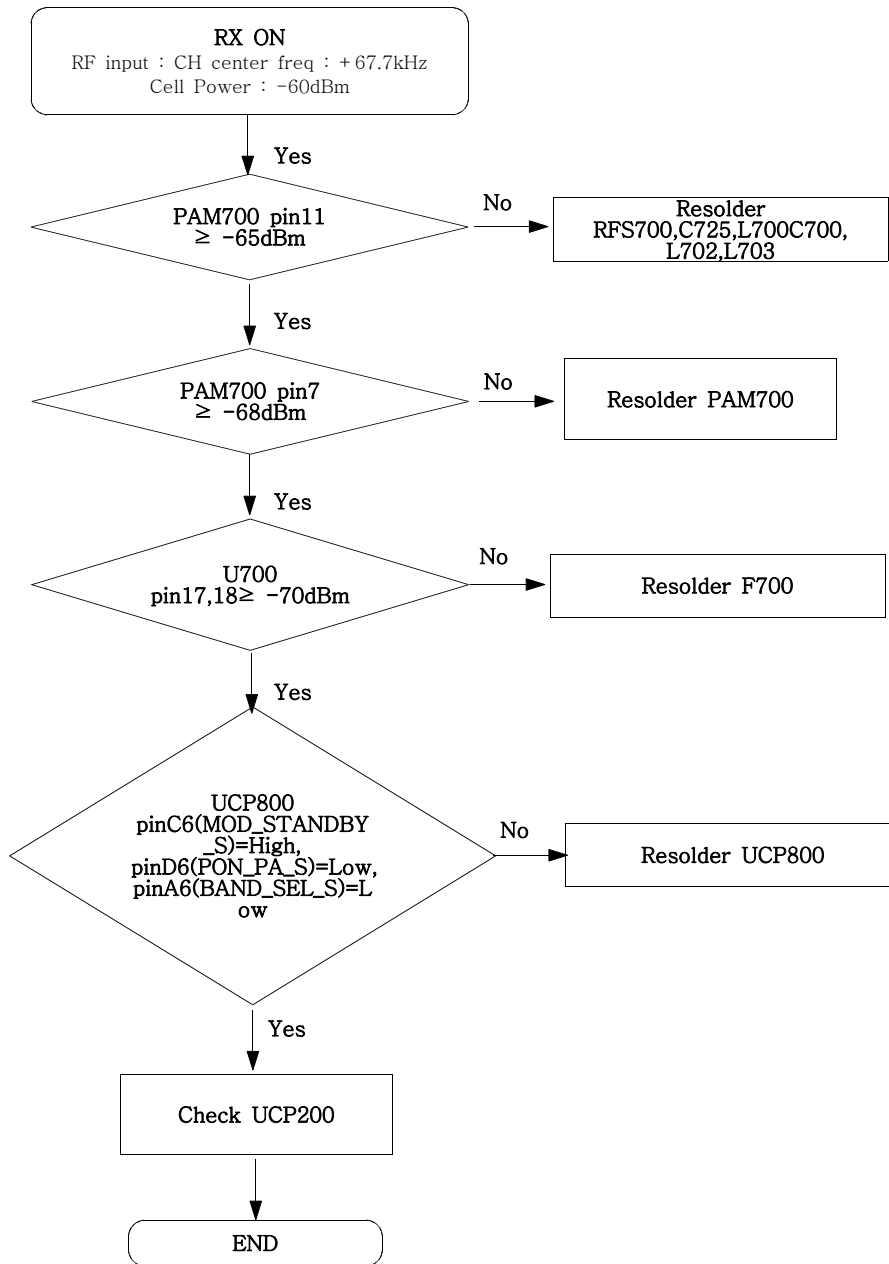 RX ON
RF input : CH center freq : +67.7kHz
Cell Power : -60dBm
Yes
PAM700 pin11
≥ -65dBm
No
Resolder
RFS700,C725,L700C700,
L702,L703
Yes
PAM700 pin7
≥ -68dBm
No
Resolder PAM700
Yes
U700
pin17,18≥ -70dBm
No
Resolder F700
Yes
UCP800
pinC6(MOD_STANDBY
_S)=High,
pinD6(PON_PA_S)=Low,
pinA6(BAND_SEL_S)=L
ow
No
Resolder UCP800
Yes
Check UCP200
END